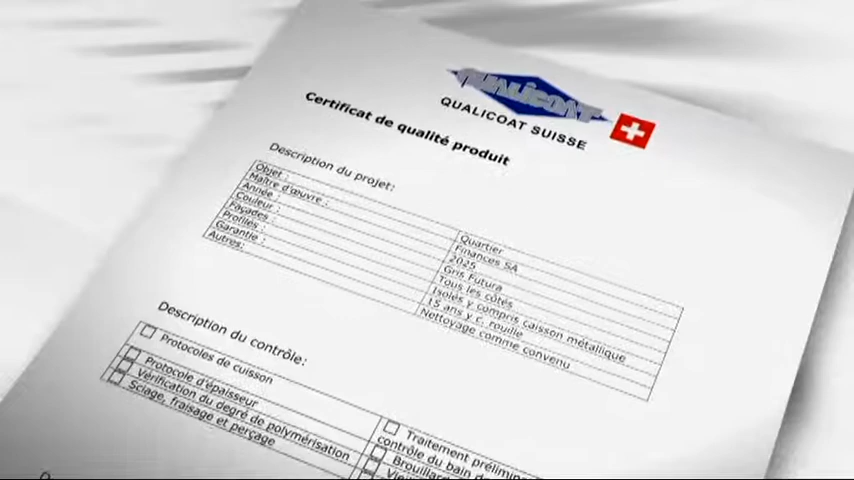 QUALICOAT
QUALICOAT SUISSE
Certificat de qualité produit
Description du projet:
Objet :
Maître d'œuvre :
Année :
Couleur :
Façades :
Profilés :
Garantie :
Autres:
Quartier
Finances SA
2025
Gris Futura
Tous les côtés
Isolés y compris caisson métallique
15 ans y c. rouille
Nettoyage comme convenu
Description du contrôle:
Protocoles de cuisson
Protocole d'épaisseur
Vérification du degré de polymérisation
Sciage, fraisage et perçage
Traitement prélimin
contrôle du bain de
Brouillard